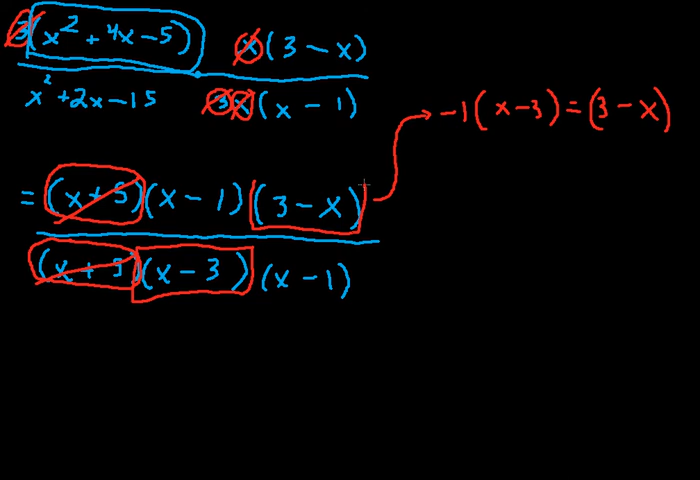 3(x² + 4x - 5) x(3 - x)
x² + 2x - 15 3x(x - 1)
-1(x - 3) = (3 - x)
= (x + 5)(x - 1)(3 - x)
(x + 5)(x - 3)(x - 1)